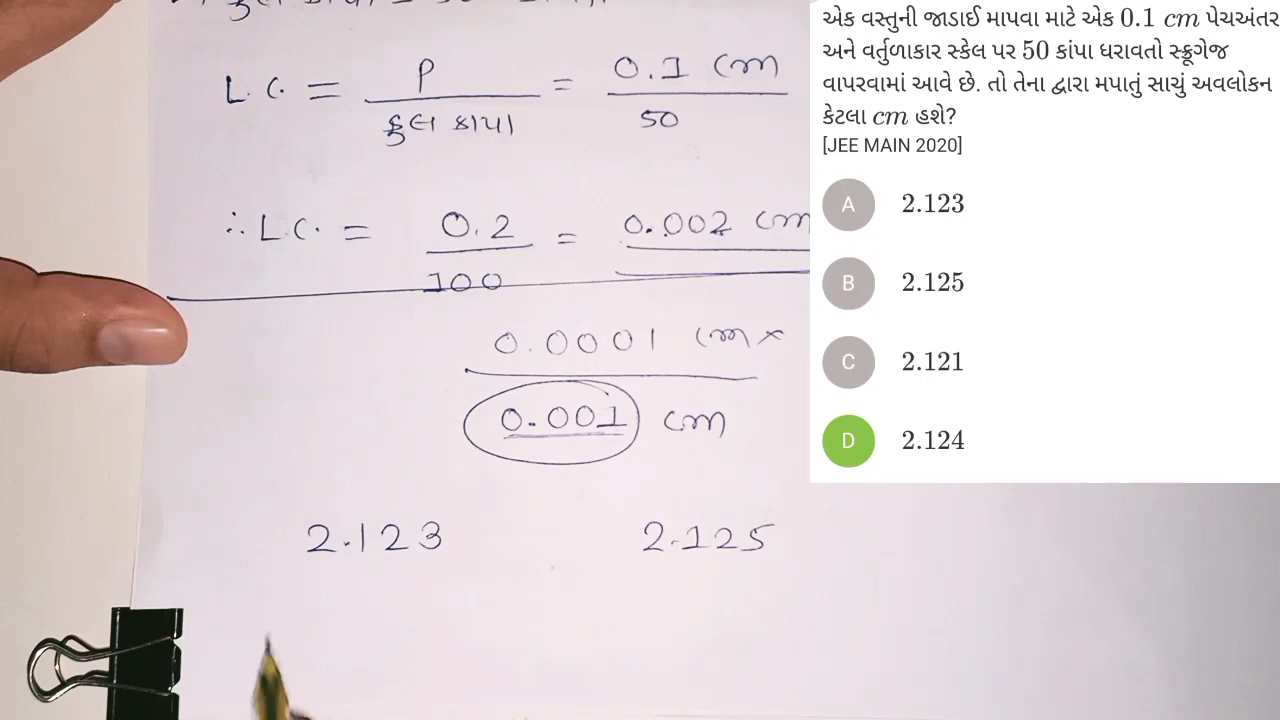 L.C. = P / કુલ કાપા = 0.1 cm / 50
∴ L.C. = 0.2 / 100 = 0.002 cm
0.0001 cm ×
0.001 cm
2.123 2.125
એક વસ્તુની જાડાઈ માપવા માટે એક 0.1 cm પેચઅંતર
અને વર્તુળાકાર સ્કેલ પર 50 કાંપા ધરાવતો સ્ક્રૂગેજ
વાપરવામાં આવે છે. તો તેના દ્વારા મપાતું સાચું અવલોકન
કેટલા cm હશે?
[JEE MAIN 2020]
A 2.123
B 2.125
C 2.121
D 2.124